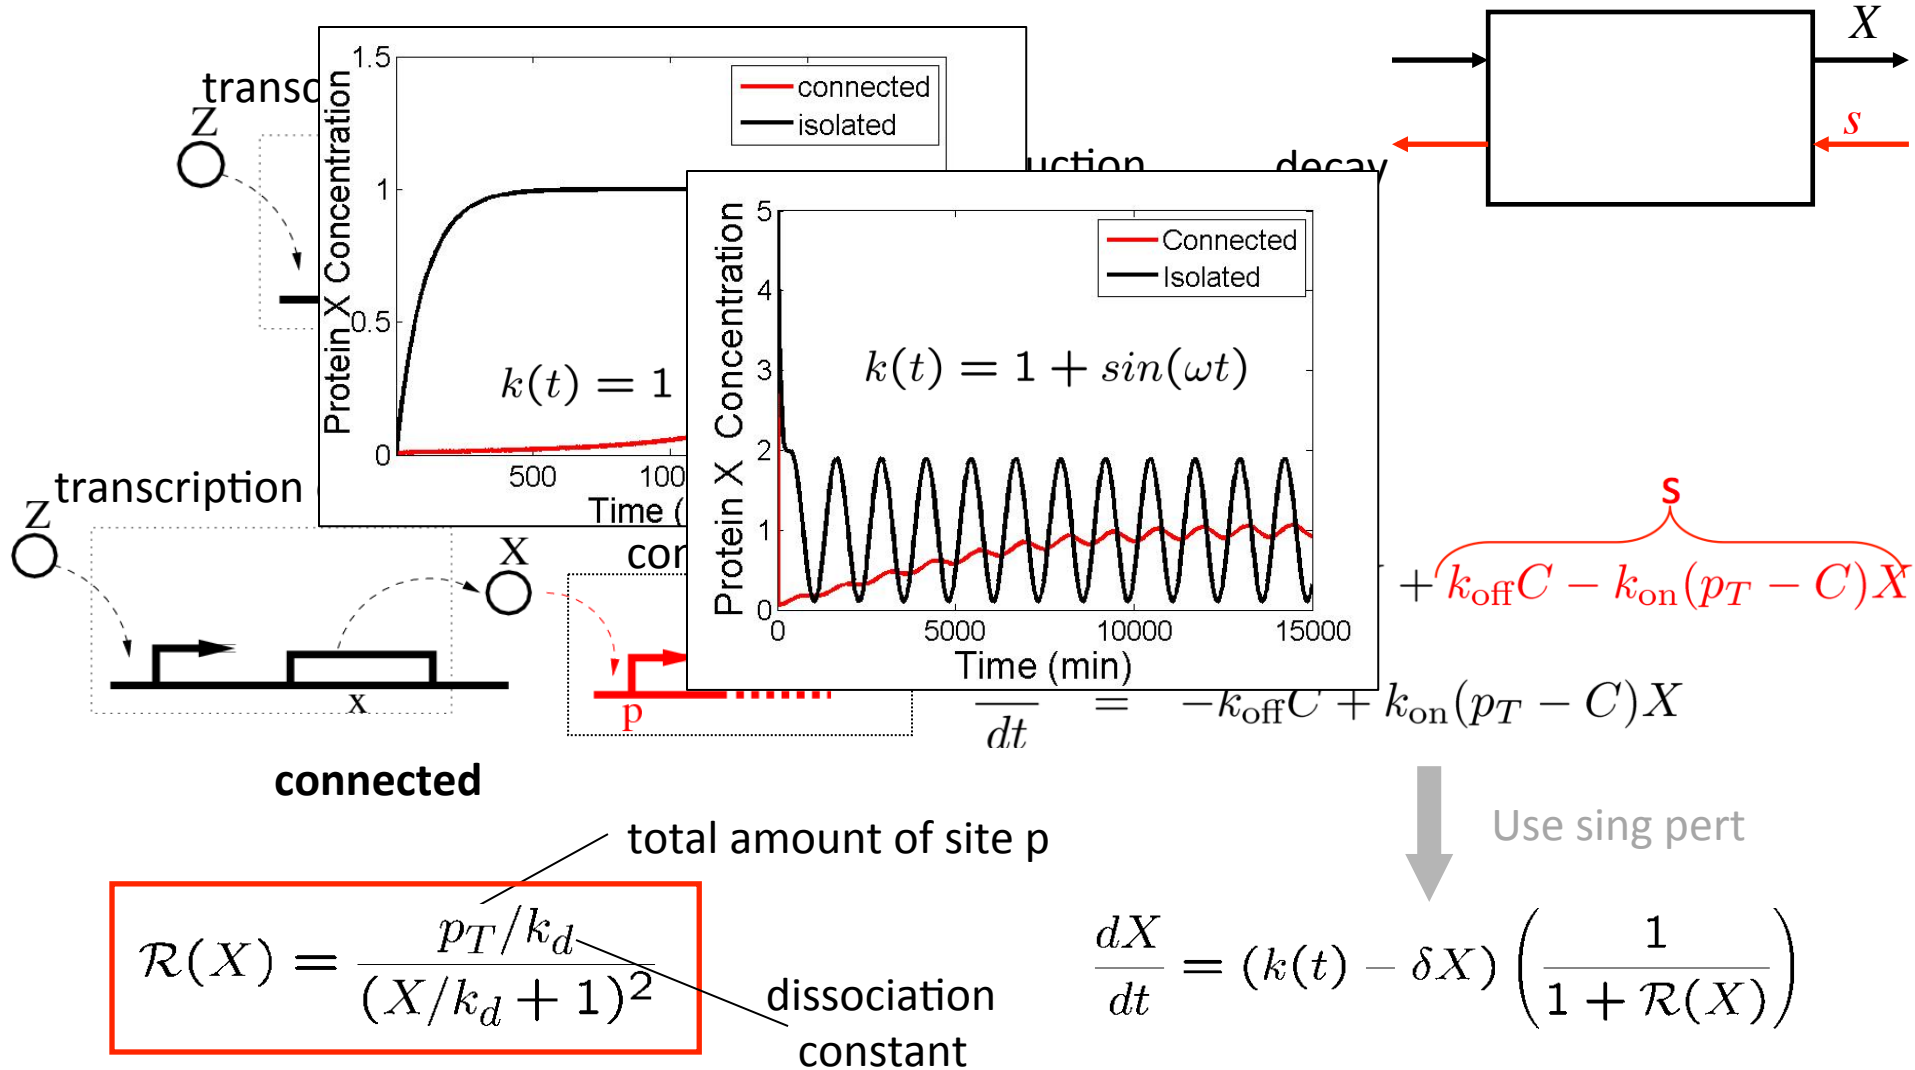 X
s
transc
Z
uction
decay
Protein X Concentration
1.5
1
0.5
0
500
100
Time (
connected
isolated
k(t) = 1
Protein X Concentration
5
4
3
2
1
0
0
5000
10000
15000
Time (min)
Connected
Isolated
k(t) = 1 + sin(ωt)
transcription
Z
X
x
con
p
connected
s
+ k_off C − k_on(p_T − C)X
dt = −k_off C + k_on(p_T − C)X
Use sing pert
total amount of site p
R(X) = p_T/k_d / (X/k_d + 1)^2
dissociation
constant
dX/dt = (k(t) − δX) (1 / (1 + R(X)))